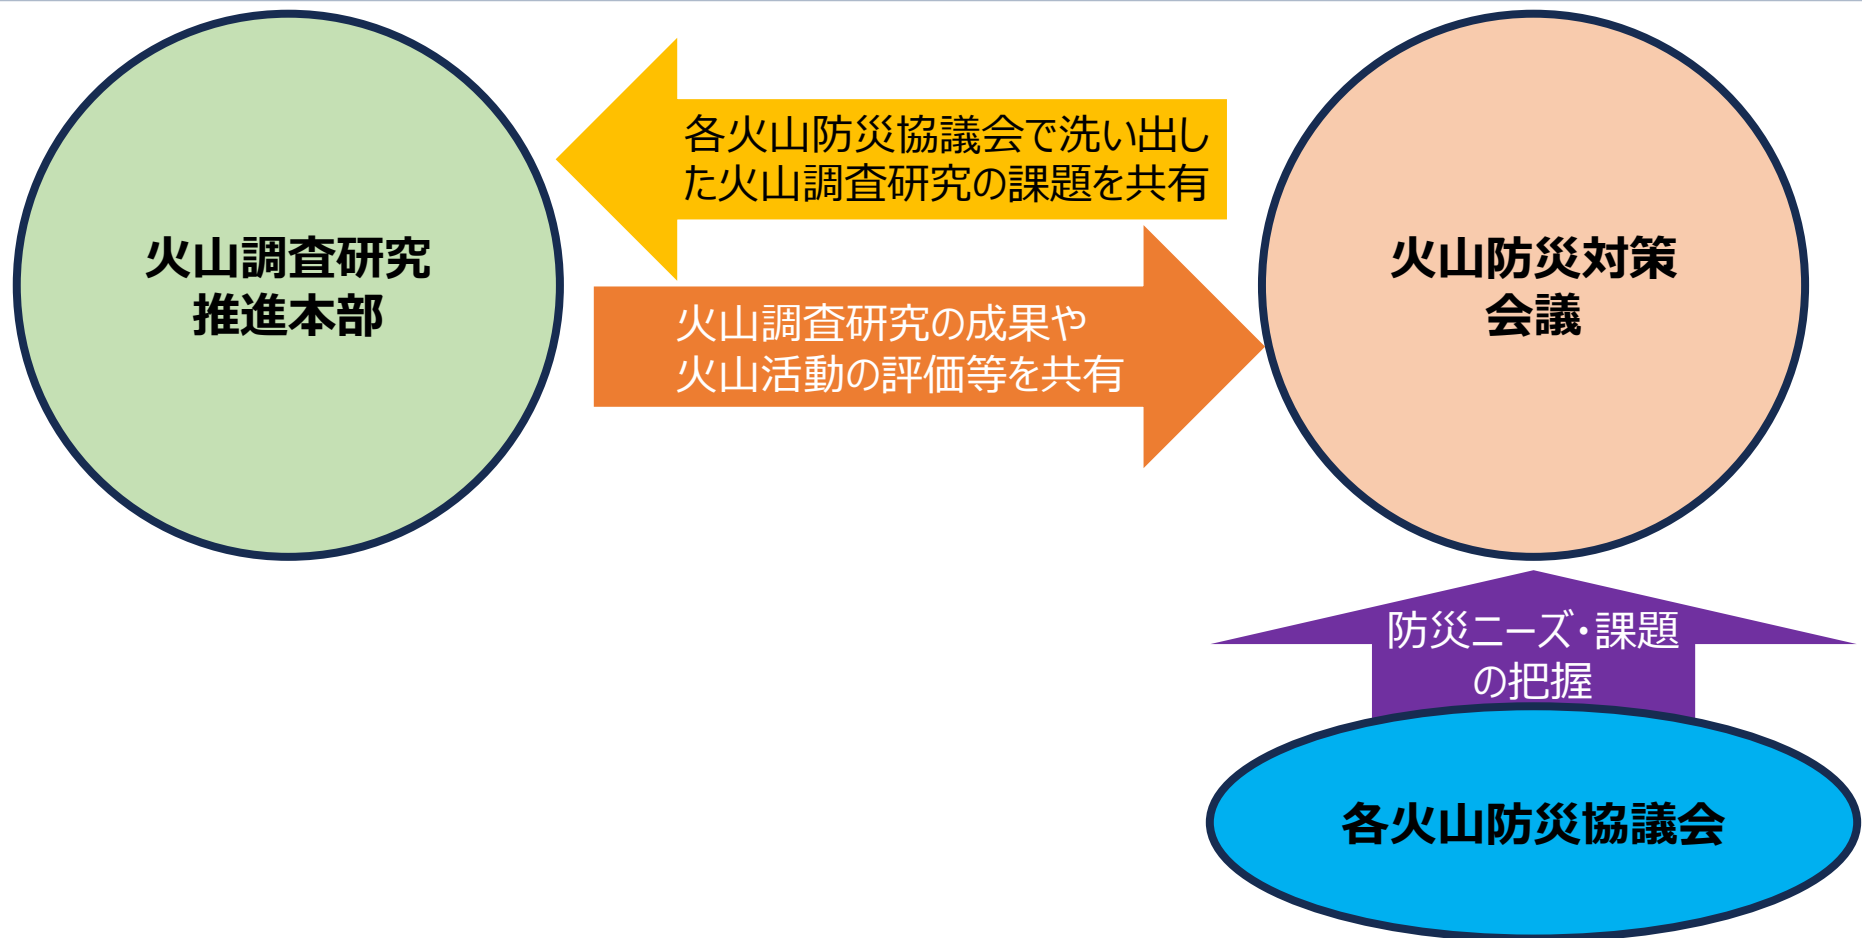 火山調査研究
推進本部
各火山防災協議会で洗い出し
た火山調査研究の課題を共有
火山調査研究の成果や
火山活動の評価等を共有
火山防災対策
会議
防災ニーズ・課題
の把握
各火山防災協議会